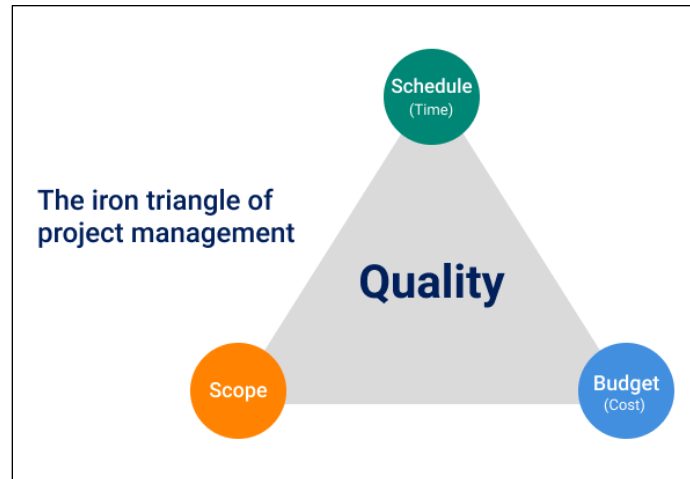 Schedule
(Time)
The iron triangle of
project management
Quality
Scope
Budget
(Cost)